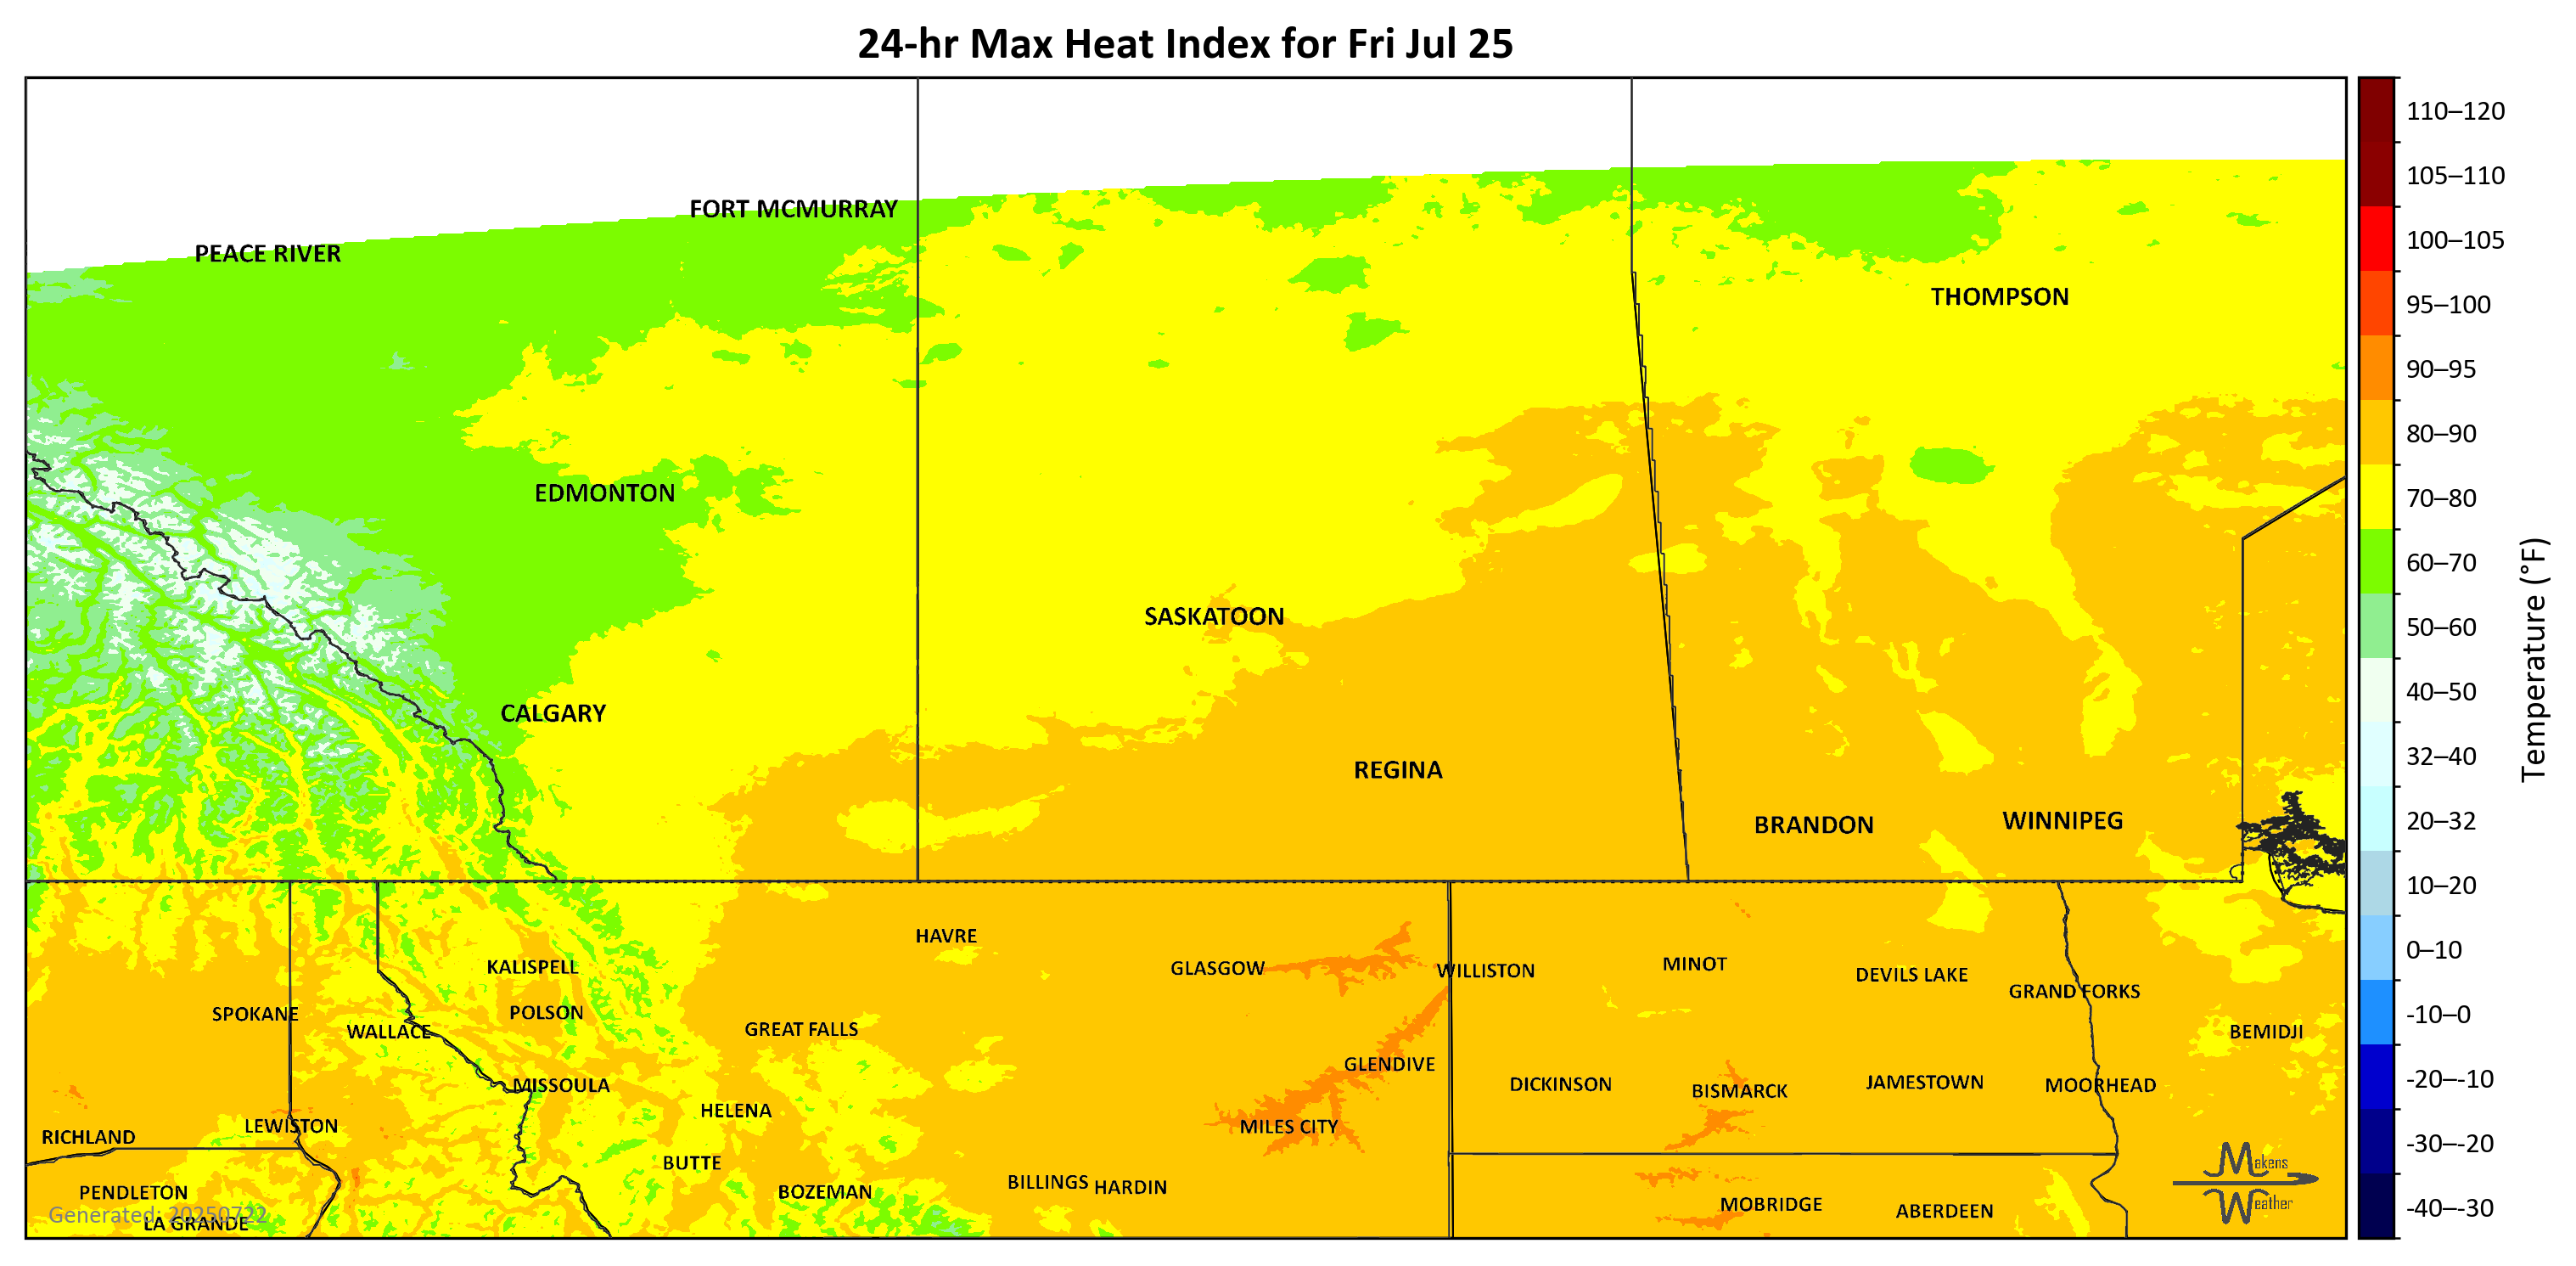 24-hr Max Heat Index for Fri Jul 25
FORT MCMURRAY
PEACE RIVER
THOMPSON
EDMONTON
SASKATOON
CALGARY
REGINA
BRANDON
WINNIPEG
HAVRE
KALISPELL
GLASGOW
WILLISTON
MINOT
DEVILS LAKE
GRAND FORKS
SPOKANE
POLSON
WALLACE
GREAT FALLS
BEMIDJI
GLENDIVE
MISSOULA
DICKINSON
BISMARCK
JAMESTOWN
MOORHEAD
HELENA
LEWISTON
MILES CITY
RICHLAND
BUTTE
PENDLETON
BOZEMAN
BILLINGS
HARDIN
MOBRIDGE
ABERDEEN
LA GRANDE
Generated: 20250722
Makens
Weather
110–120
105–110
100–105
95–100
90–95
80–90
70–80
60–70
50–60
40–50
32–40
20–32
10–20
0–10
-10–0
-20–-10
-30–-20
-40–-30
Temperature (°F)